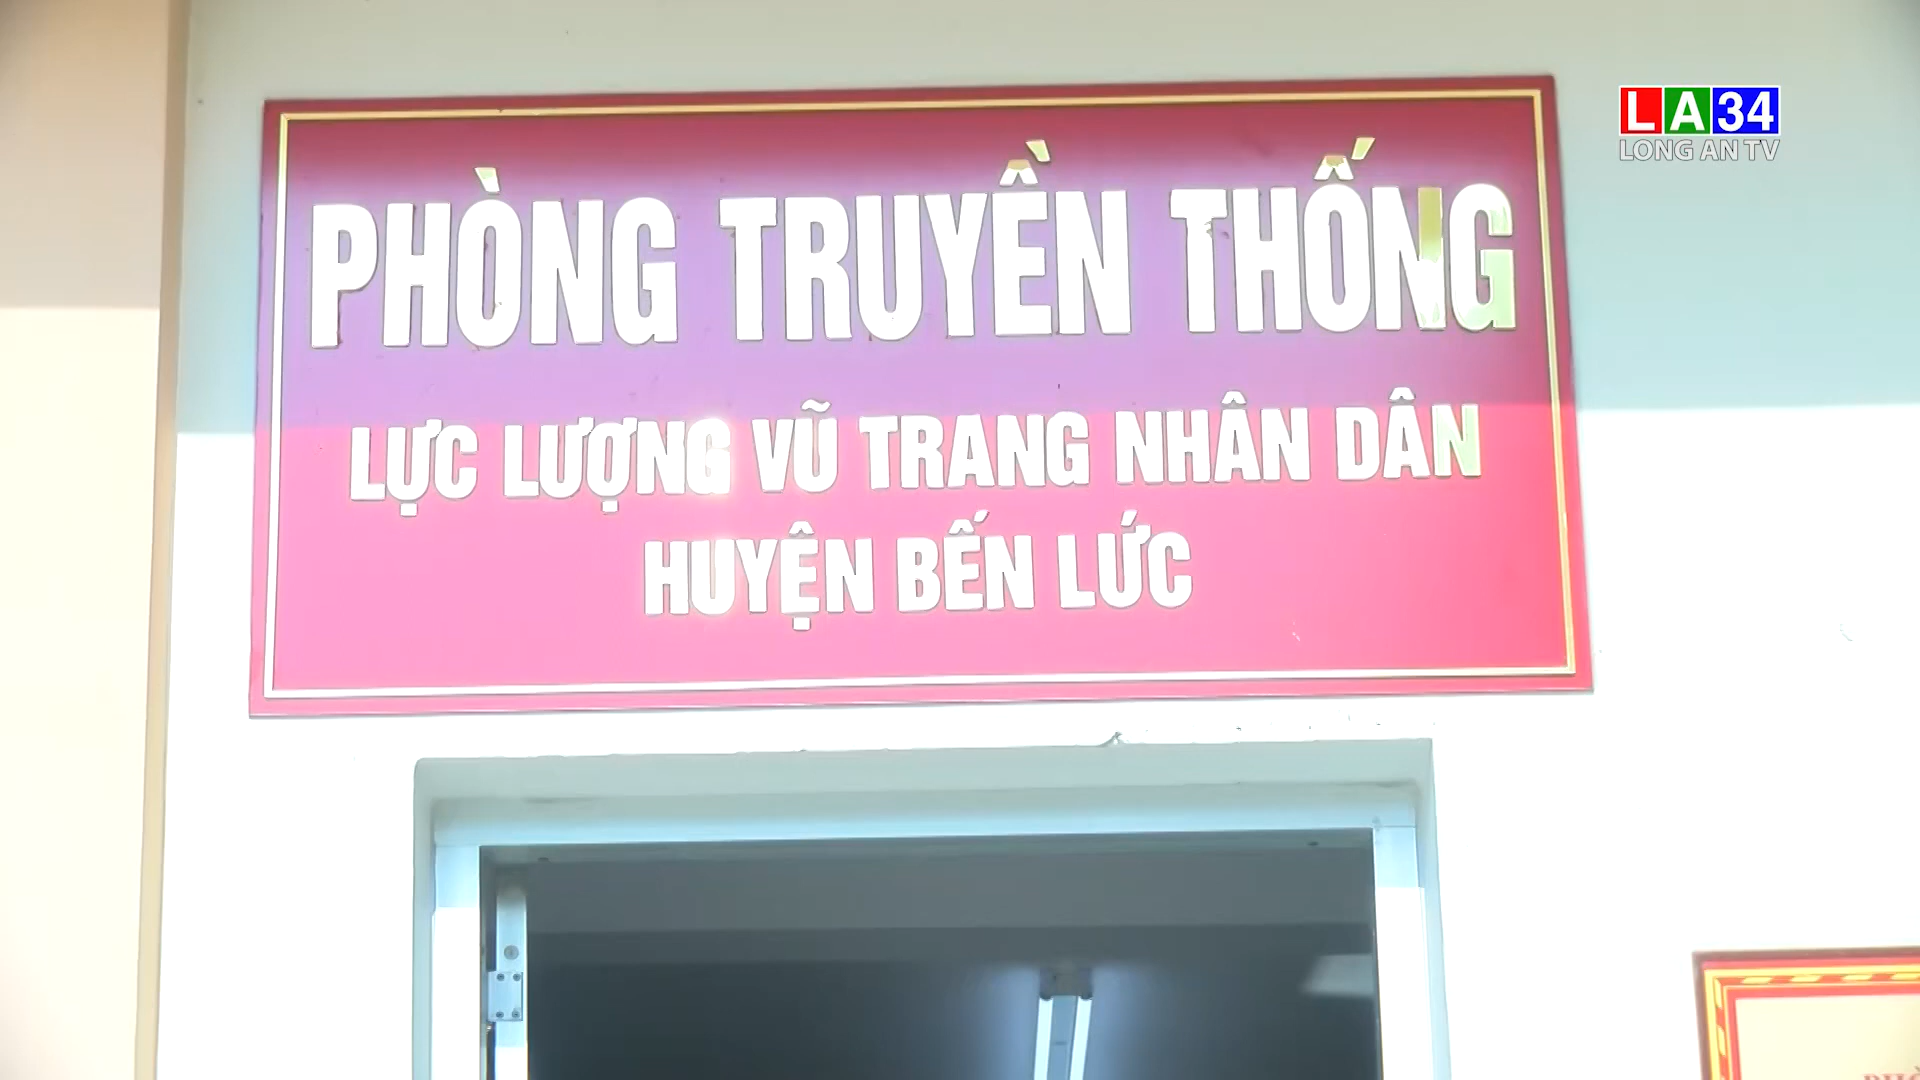 LA34
LONG AN TV
PHÒNG TRUYỀN THỐNG
LỰC LƯỢNG VŨ TRANG NHÂN DÂN
HUYỆN BẾN LỨC